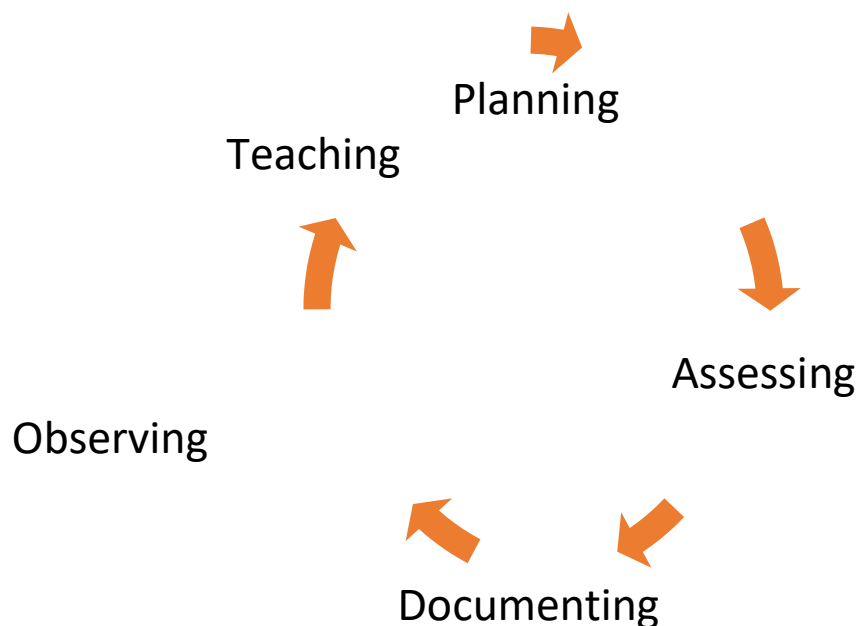 Planning
Teaching
Assessing
Observing
Documenting